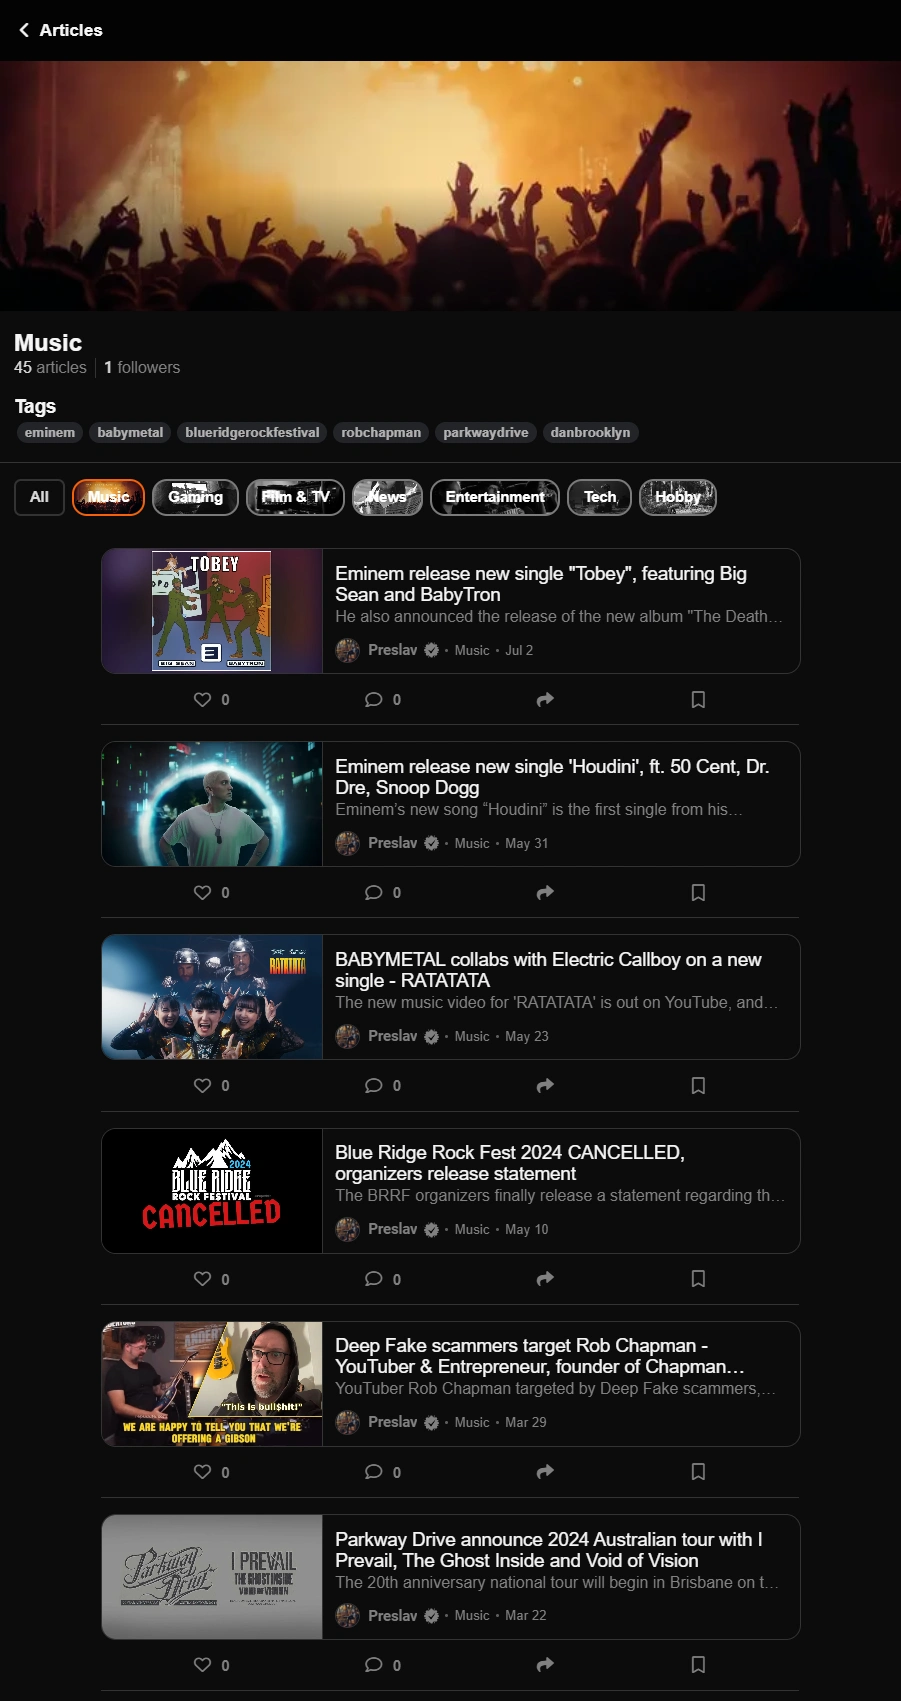 Articles
Music
45 articles 1 followers
Tags
eminem babymetal blueridgerockfestival robchapman parkwaydrive danbrooklyn
All Music Gaming Film & TV News Entertainment Tech Hobby
TOBEY
BIG SEAN BABYTRON
Eminem release new single "Tobey", featuring Big
Sean and BabyTron
He also announced the release of the new album "The Death...
Preslav • Music • Jul 2
0 0
Eminem release new single 'Houdini', ft. 50 Cent, Dr.
Dre, Snoop Dogg
Eminem’s new song “Houdini” is the first single from his...
Preslav • Music • May 31
0 0
RATATATA
BABYMETAL collabs with Electric Callboy on a new
single - RATATATA
The new music video for 'RATATATA' is out on YouTube, and...
Preslav • Music • May 23
0 0
2024
BLUE RIDGE
ROCK FESTIVAL
CANCELLED
Blue Ridge Rock Fest 2024 CANCELLED,
organizers release statement
The BRRF organizers finally release a statement regarding th...
Preslav • Music • May 10
0 0
"This is bull$hit!"
WE ARE HAPPY TO TELL YOU THAT WE'RE
OFFERING A GIBSON
Deep Fake scammers target Rob Chapman -
YouTuber & Entrepreneur, founder of Chapman...
YouTuber Rob Chapman targeted by Deep Fake scammers,...
Preslav • Music • Mar 29
0 0
Parkway Drive
I PREVAIL
THE GHOST INSIDE
VOID OF VISION
Parkway Drive announce 2024 Australian tour with I
Prevail, The Ghost Inside and Void of Vision
The 20th anniversary national tour will begin in Brisbane on t...
Preslav • Music • Mar 22
0 0